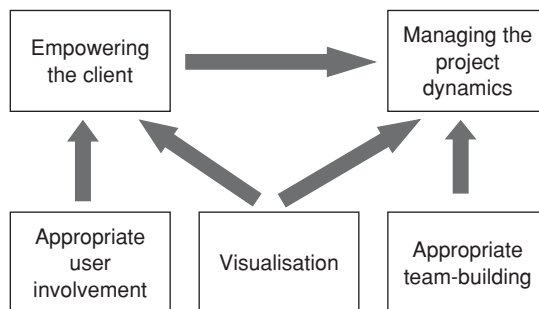 Empowering
the client
Managing the
project
dynamics
Appropriate
user
involvement
Visualisation
Appropriate
team-building